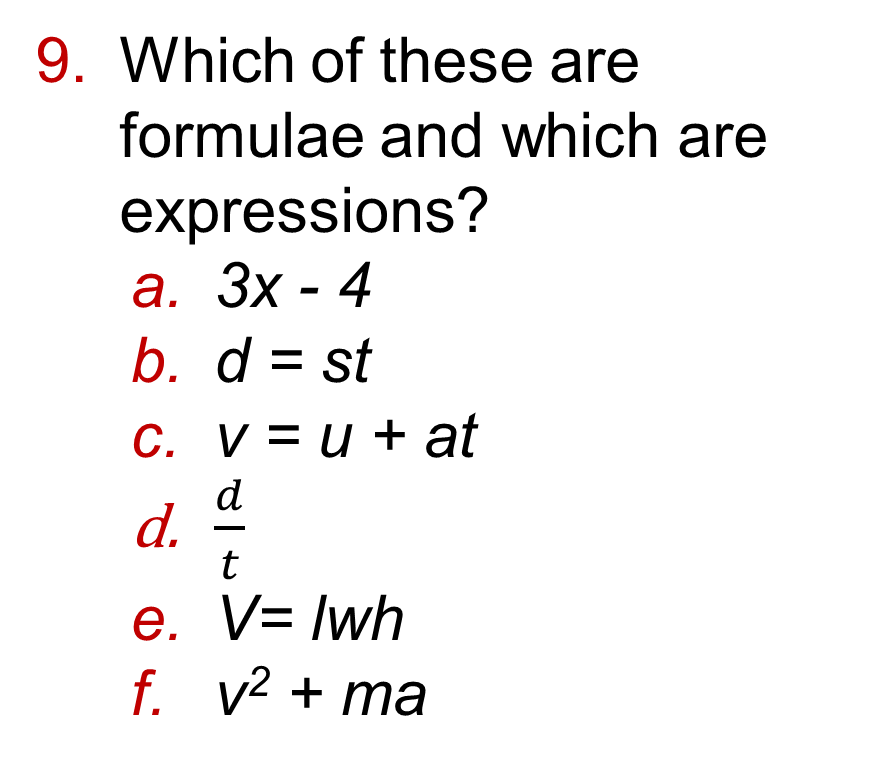 9. Which of these are
formulae and which are
expressions?
a. 3x - 4
b. d = st
c. v = u + at
d. d/t
e. V= lwh
f. v² + ma